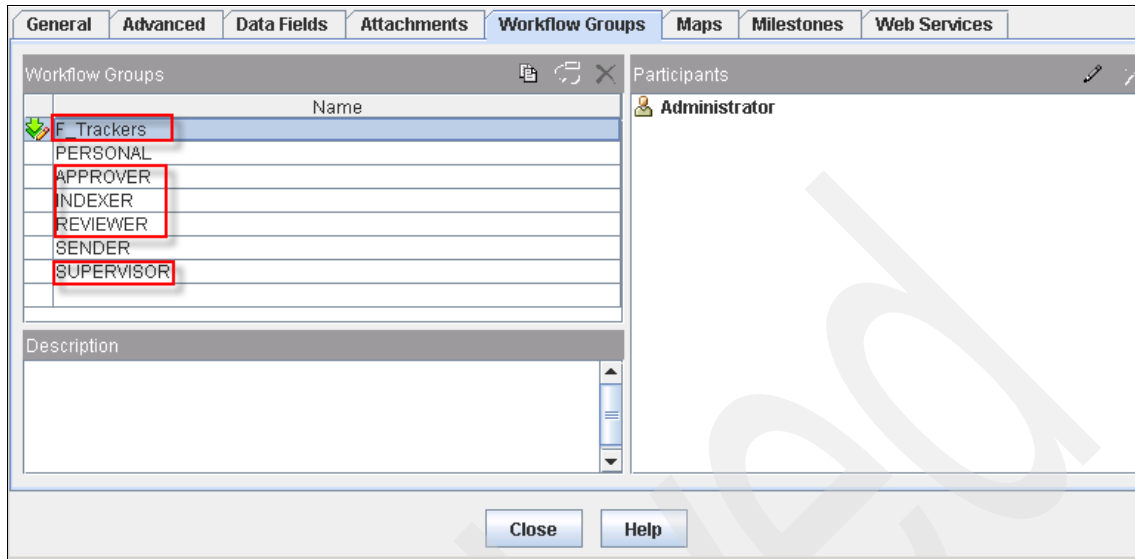 General Advanced Data Fields Attachments Workflow Groups Maps Milestones Web Services
Workflow Groups
Participants
Name
Administrator
F_Trackers
PERSONAL
APPROVER
INDEXER
REVIEWER
SENDER
SUPERVISOR
Description
Close Help